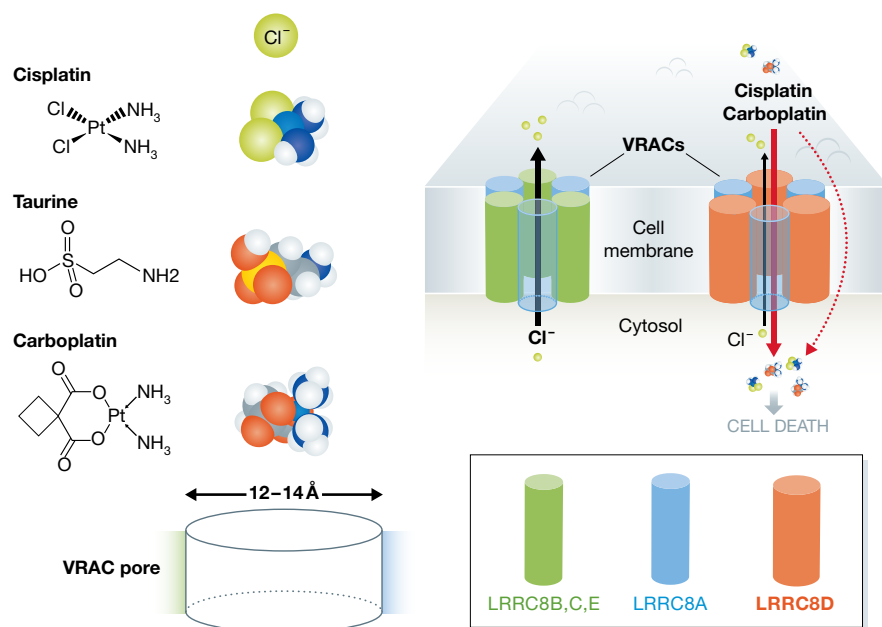 Cl⁻
Cisplatin
Cl
NH₃
Pt
Cl
NH₃
Taurine
O
S
HO
NH2
O
Carboplatin
O
O
NH₃
Pt
O
NH₃
O
12–14 Å
VRAC pore
Cisplatin
Carboplatin
VRACs
Cell
membrane
Cl⁻
Cytosol
Cl⁻
CELL DEATH
LRRC8B,C,E
LRRC8A
LRRC8D